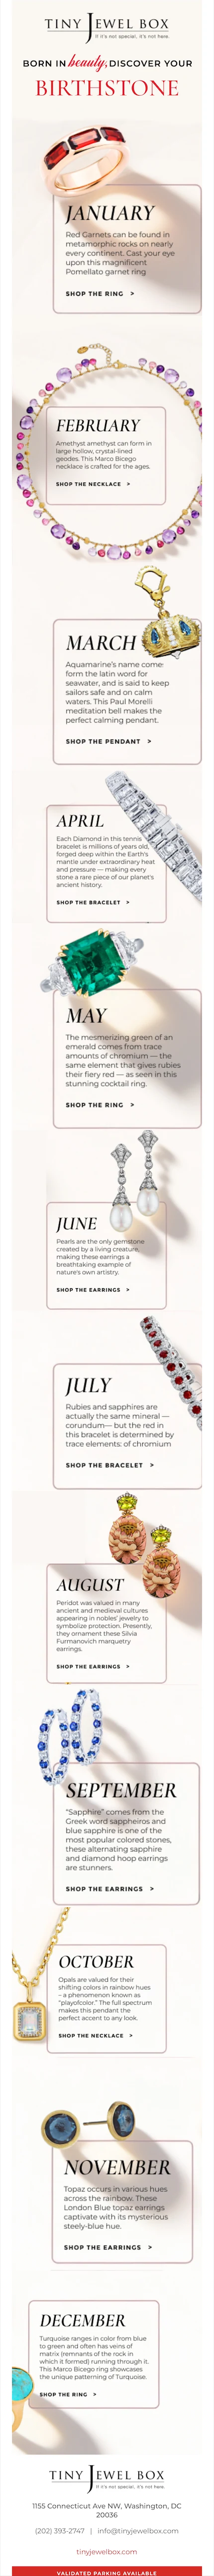 TINY JEWEL BOX
If it's not special, it's not here.
BORN IN beauty, DISCOVER YOUR
BIRTHSTONE
JANUARY
Red Garnets can be found in
metamorphic rocks on nearly
every continent. Cast your eye
upon this magnificent
Pomellato garnet ring
SHOP THE RING >
FEBRUARY
Amethyst amethyst can form in
large hollow, crystal-lined
geodes. This Marco Bicego
necklace is crafted for the ages.
SHOP THE NECKLACE >
MARCH
Aquamarine's name come
form the latin word for
seawater, and is said to keep
sailors safe and on calm
waters. This Paul Morelli
meditation bell makes the
perfect calming pendant.
SHOP THE PENDANT >
APRIL
Each Diamond in this tennis
bracelet is millions of years old,
forged deep within the Earth's
mantle under extraordinary heat
and pressure — making every
stone a rare piece of our planet's
ancient history.
SHOP THE BRACELET >
MAY
The mesmerizing green of an
emerald comes from trace
amounts of chromium — the
same element that gives rubies
their fiery red — as seen in this
stunning cocktail ring.
SHOP THE RING >
JUNE
Pearls are the only gemstone
created by a living creature,
making these earrings a
breathtaking example of
nature's own artistry.
SHOP THE EARRINGS >
JULY
Rubies and sapphires are
actually the same mineral —
corundum— but the red in
this bracelet is determined by
trace elements: of chromium
SHOP THE BRACELET >
AUGUST
Peridot was valued in many
ancient and medieval cultures
appearing in nobles' jewelry to
symbolize protection. Presently,
they ornament these Silvia
Furmanovich marquetry
earrings.
SHOP THE EARRINGS >
SEPTEMBER
"Sapphire" comes from the
Greek word sappheiros and
blue sapphire is one of the
most popular colored stones,
these alternating sapphire
and diamond hoop earrings
are stunners.
SHOP THE EARRINGS >
OCTOBER
Opals are valued for their
shifting colors in rainbow hues
– a phenomenon known as
"playofcolor." The full spectrum
makes this pendant the
perfect accent to any look.
SHOP THE NECKLACE >
NOVEMBER
Topaz occurs in various hues
across the rainbow. These
London Blue topaz earrings
captivate with its mysterious
steely-blue hue.
SHOP THE EARRINGS >
DECEMBER
Turquoise ranges in color from blue
to green and often has veins of
matrix (remnants of the rock in
which it formed) running through it.
This Marco Bicego ring showcases
the unique patterning of Turquoise.
SHOP THE RING >
TINY JEWEL BOX
If it's not special, it's not here.
1155 Connecticut Ave NW, Washington, DC
20036
(202) 393-2747 | info@tinyjewelbox.com
tinyjewelbox.com
VALIDATED PARKING AVAILABLE